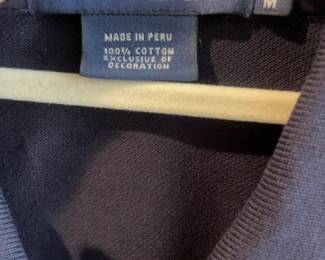 M
MADE IN PERU
100% COTTON
EXCLUSIVE OF
DECORATION